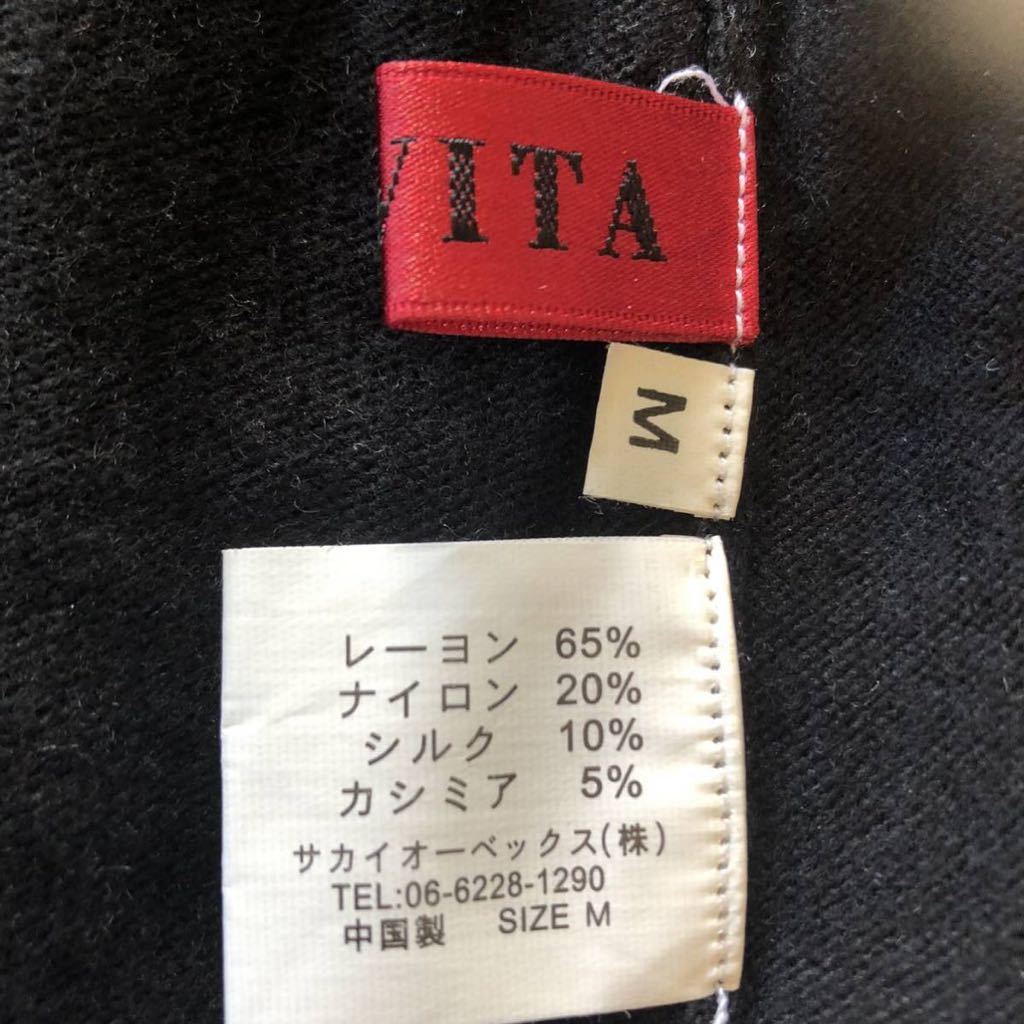 VITA
M
レーヨン 65%
ナイロン 20%
シルク 10%
カシミア 5%
サカイオーベックス(株)
TEL:06-6228-1290
中国製 SIZE M